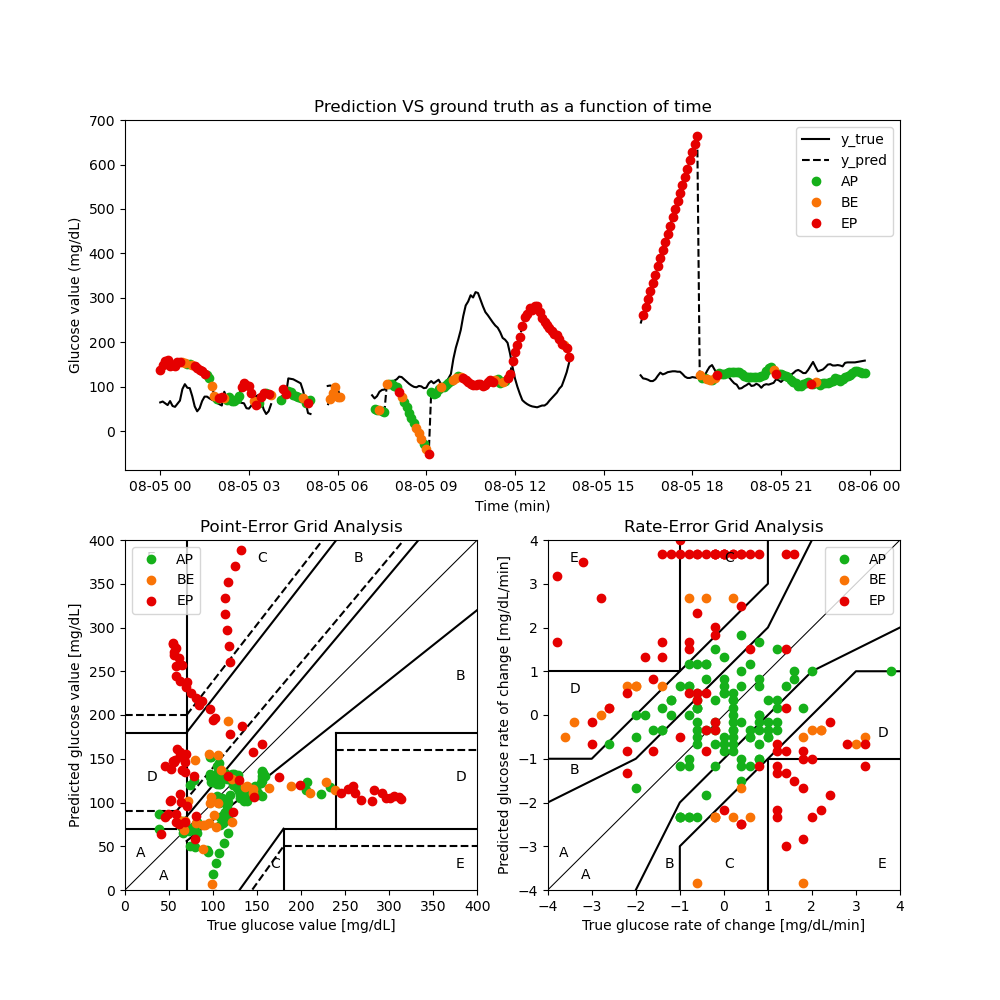 Prediction VS ground truth as a function of time
Glucose value (mg/dL)
700
600
500
400
300
200
100
0
y_true
y_pred
AP
BE
EP
08-05 00 08-05 03 08-05 06 08-05 09 08-05 12 08-05 15 08-05 18 08-05 21 08-06 00
Time (min)
Point-Error Grid Analysis
Predicted glucose value [mg/dL]
400
350
300
250
200
150
100
50
0
AP
BE
EP
C
B
B
D
D
A
A
C
E
0 50 100 150 200 250 300 350 400
True glucose value [mg/dL]
Rate-Error Grid Analysis
Predicted glucose rate of change [mg/dL/min]
4
3
2
1
0
−1
−2
−3
−4
E
C
AP
BE
EP
D
D
B
A
A
B
C
E
−4 −3 −2 −1 0 1 2 3 4
True glucose rate of change [mg/dL/min]